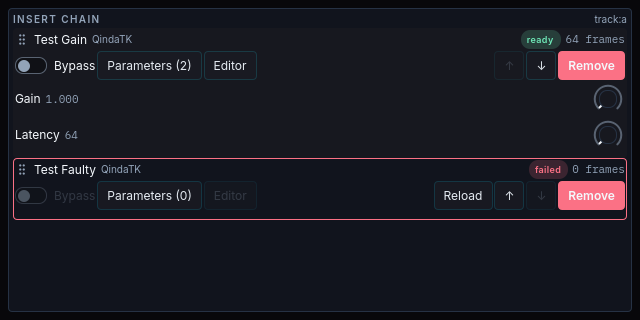 INSERT CHAIN track:a
Test Gain QindaTK ready 64 frames
Bypass Parameters (2) Editor ↑ ↓ Remove
Gain 1.000
Latency 64
Test Faulty QindaTK failed 0 frames
Bypass Parameters (0) Editor Reload ↑ ↓ Remove